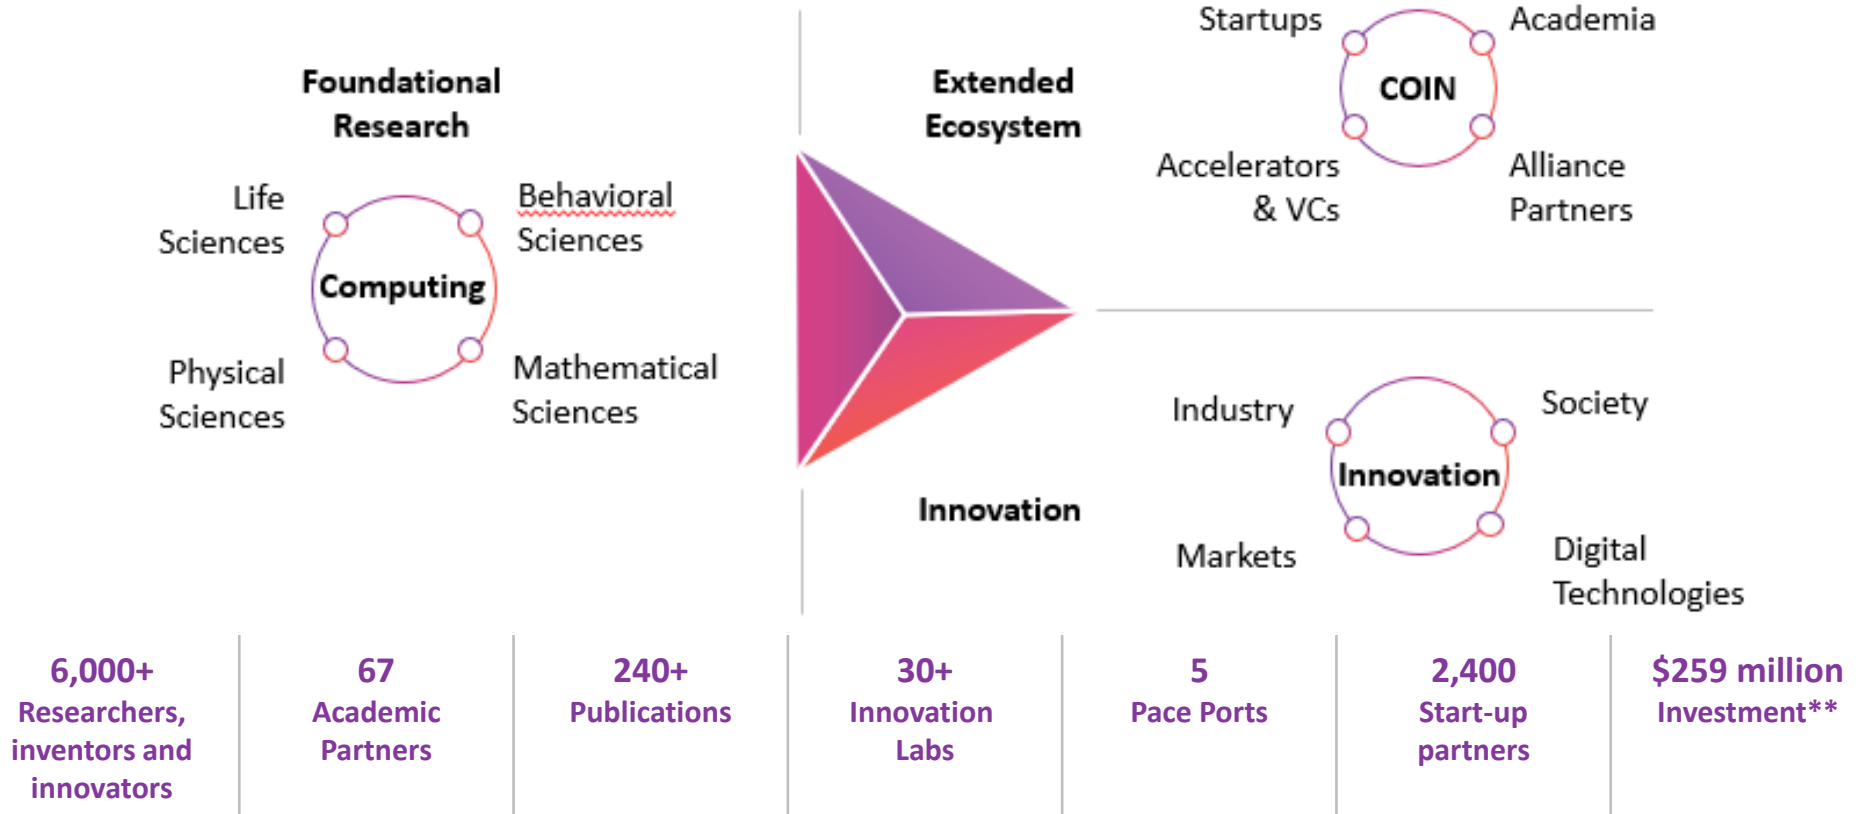 Foundational
Research
Life
Sciences
Behavioral
Sciences
Computing
Physical
Sciences
Mathematical
Sciences
Extended
Ecosystem
Startups
Academia
COIN
Accelerators
& VCs
Alliance
Partners
Innovation
Industry
Society
Innovation
Markets
Digital
Technologies
6,000+
Researchers,
inventors and
innovators
67
Academic
Partners
240+
Publications
30+
Innovation
Labs
5
Pace Ports
2,400
Start-up
partners
$259 million
Investment**